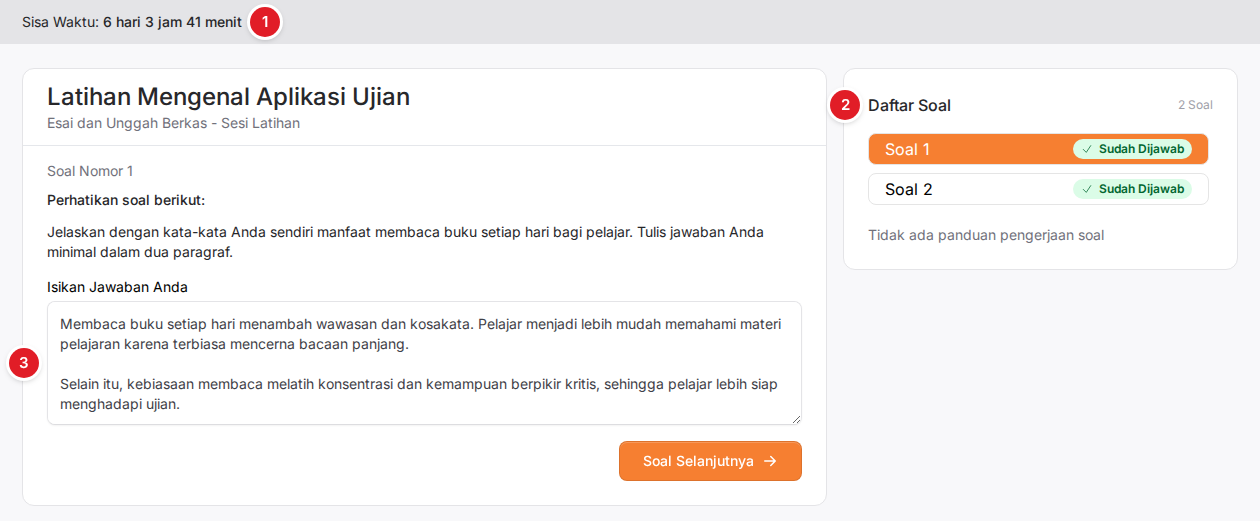 Sisa Waktu: 6 hari 3 jam 41 menit 1
Latihan Mengenal Aplikasi Ujian
Esai dan Unggah Berkas - Sesi Latihan
Soal Nomor 1
Perhatikan soal berikut:
Jelaskan dengan kata-kata Anda sendiri manfaat membaca buku setiap hari bagi pelajar. Tulis jawaban Anda
minimal dalam dua paragraf.
Isikan Jawaban Anda
3
Membaca buku setiap hari menambah wawasan dan kosakata. Pelajar menjadi lebih mudah memahami materi
pelajaran karena terbiasa mencerna bacaan panjang.
Selain itu, kebiasaan membaca melatih konsentrasi dan kemampuan berpikir kritis, sehingga pelajar lebih siap
menghadapi ujian.
Soal Selanjutnya →
2 Daftar Soal 2 Soal
Soal 1 ✓ Sudah Dijawab
Soal 2 ✓ Sudah Dijawab
Tidak ada panduan pengerjaan soal